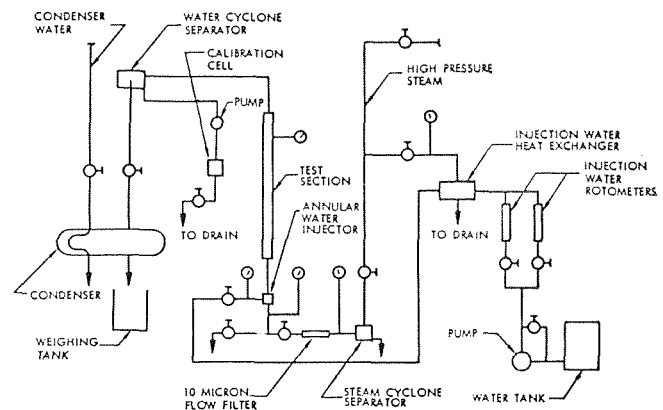 CONDENSER
WATER
WATER CYCLONE
SEPARATOR
CALIBRATION
CELL
PUMP
HIGH PRESSURE
STEAM
INJECTION WATER
HEAT EXCHANGER
INJECTION
WATER
ROTOMETERS
TEST
SECTION
ANNULAR
WATER
INJECTOR
TO DRAIN
TO DRAIN
CONDENSER
WEIGHING
TANK
10 MICRON
FLOW FILTER
STEAM CYCLONE
SEPARATOR
PUMP
WATER TANK